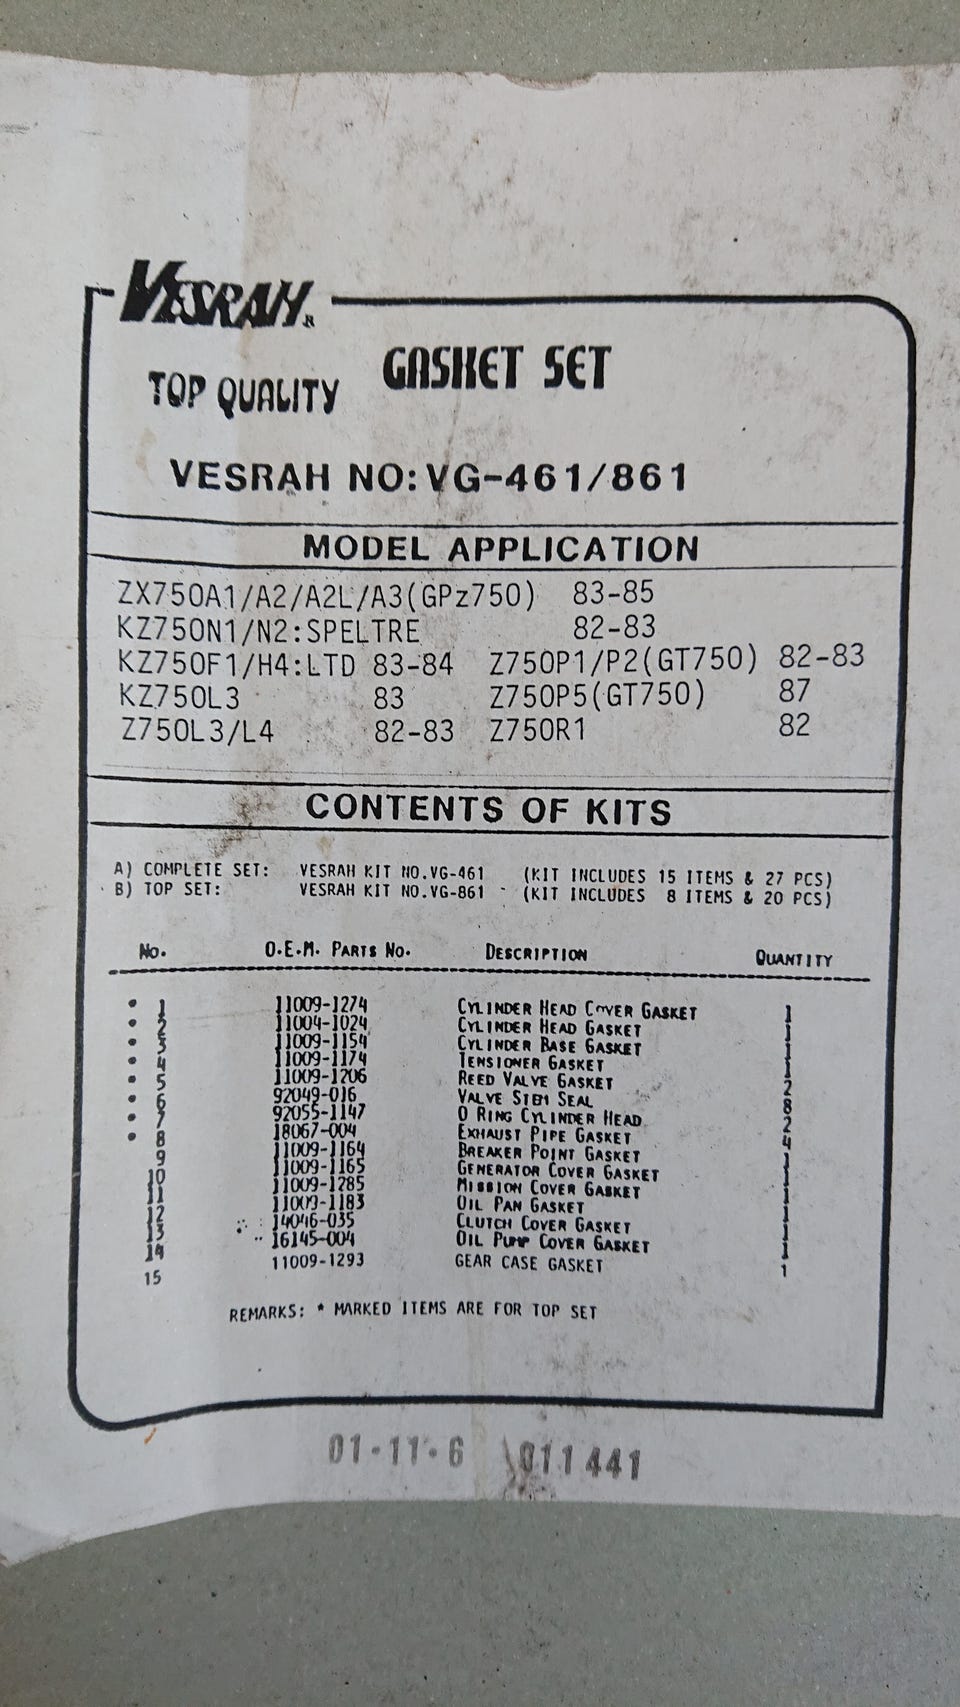 VESRAH®
GASKET SET
TOP QUALITY
VESRAH NO:VG-461/861
MODEL APPLICATION
ZX750A1/A2/A2L/A3(GPz750) 83-85
KZ750N1/N2:SPELTRE 82-83
KZ750F1/H4:LTD 83-84 Z750P1/P2(GT750) 82-83
KZ750L3 83 Z750P5(GT750) 87
Z750L3/L4 82-83 Z750R1 82
CONTENTS OF KITS
A) COMPLETE SET: VESRAH KIT NO.VG-461 (KIT INCLUDES 15 ITEMS & 27 PCS)
B) TOP SET: VESRAH KIT NO.VG-861 (KIT INCLUDES 8 ITEMS & 20 PCS)
No. O.E.M. PARTS NO. DESCRIPTION QUANTITY
• 1 11009-1274 CYLINDER HEAD COVER GASKET 1
• 2 11004-1024 CYLINDER HEAD GASKET 1
• 3 11009-1154 CYLINDER BASE GASKET 1
• 4 11009-1174 TENSIONER GASKET 1
• 5 11009-1206 REED VALVE GASKET 2
• 6 92049-016 VALVE STEM SEAL 8
• 7 92055-1147 O RING CYLINDER HEAD 2
• 8 18067-004 EXHAUST PIPE GASKET 4
9 11009-1164 BREAKER POINT GASKET 1
10 11009-1165 GENERATOR COVER GASKET 1
11 11009-1285 MISSION COVER GASKET 1
12 11009-1183 OIL PAN GASKET 1
13 14046-035 CLUTCH COVER GASKET 1
14 16145-004 OIL PUMP COVER GASKET 1
15 11009-1293 GEAR CASE GASKET 1
REMARKS: * MARKED ITEMS ARE FOR TOP SET
01-11-6 011441